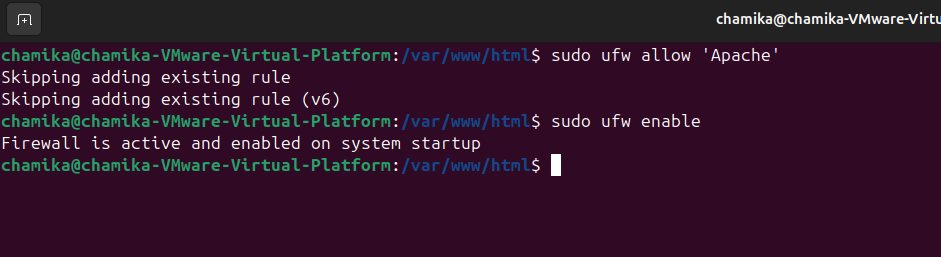 chamika@chamika-VMware-Virtu
chamika@chamika-VMware-Virtual-Platform:/var/www/html$ sudo ufw allow 'Apache'
Skipping adding existing rule
Skipping adding existing rule (v6)
chamika@chamika-VMware-Virtual-Platform:/var/www/html$ sudo ufw enable
Firewall is active and enabled on system startup
chamika@chamika-VMware-Virtual-Platform:/var/www/html$